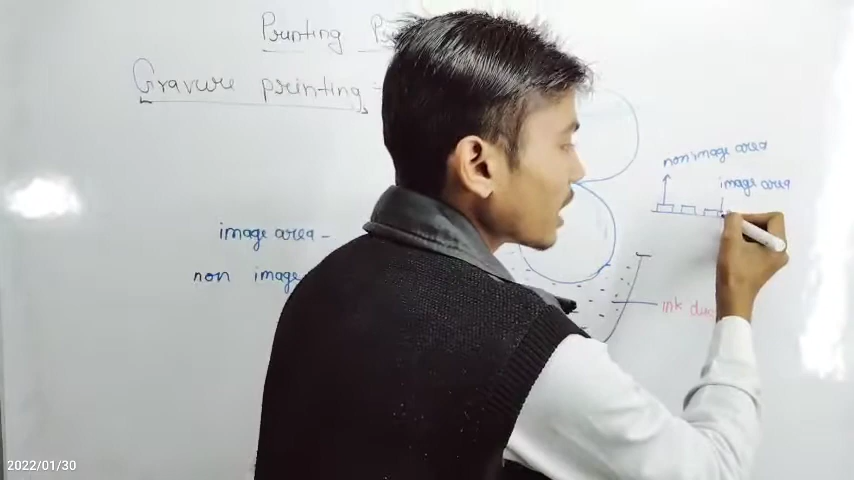 Printing
Gravure printing -
non image area
image area
image area -
non image
ink
2022/01/30